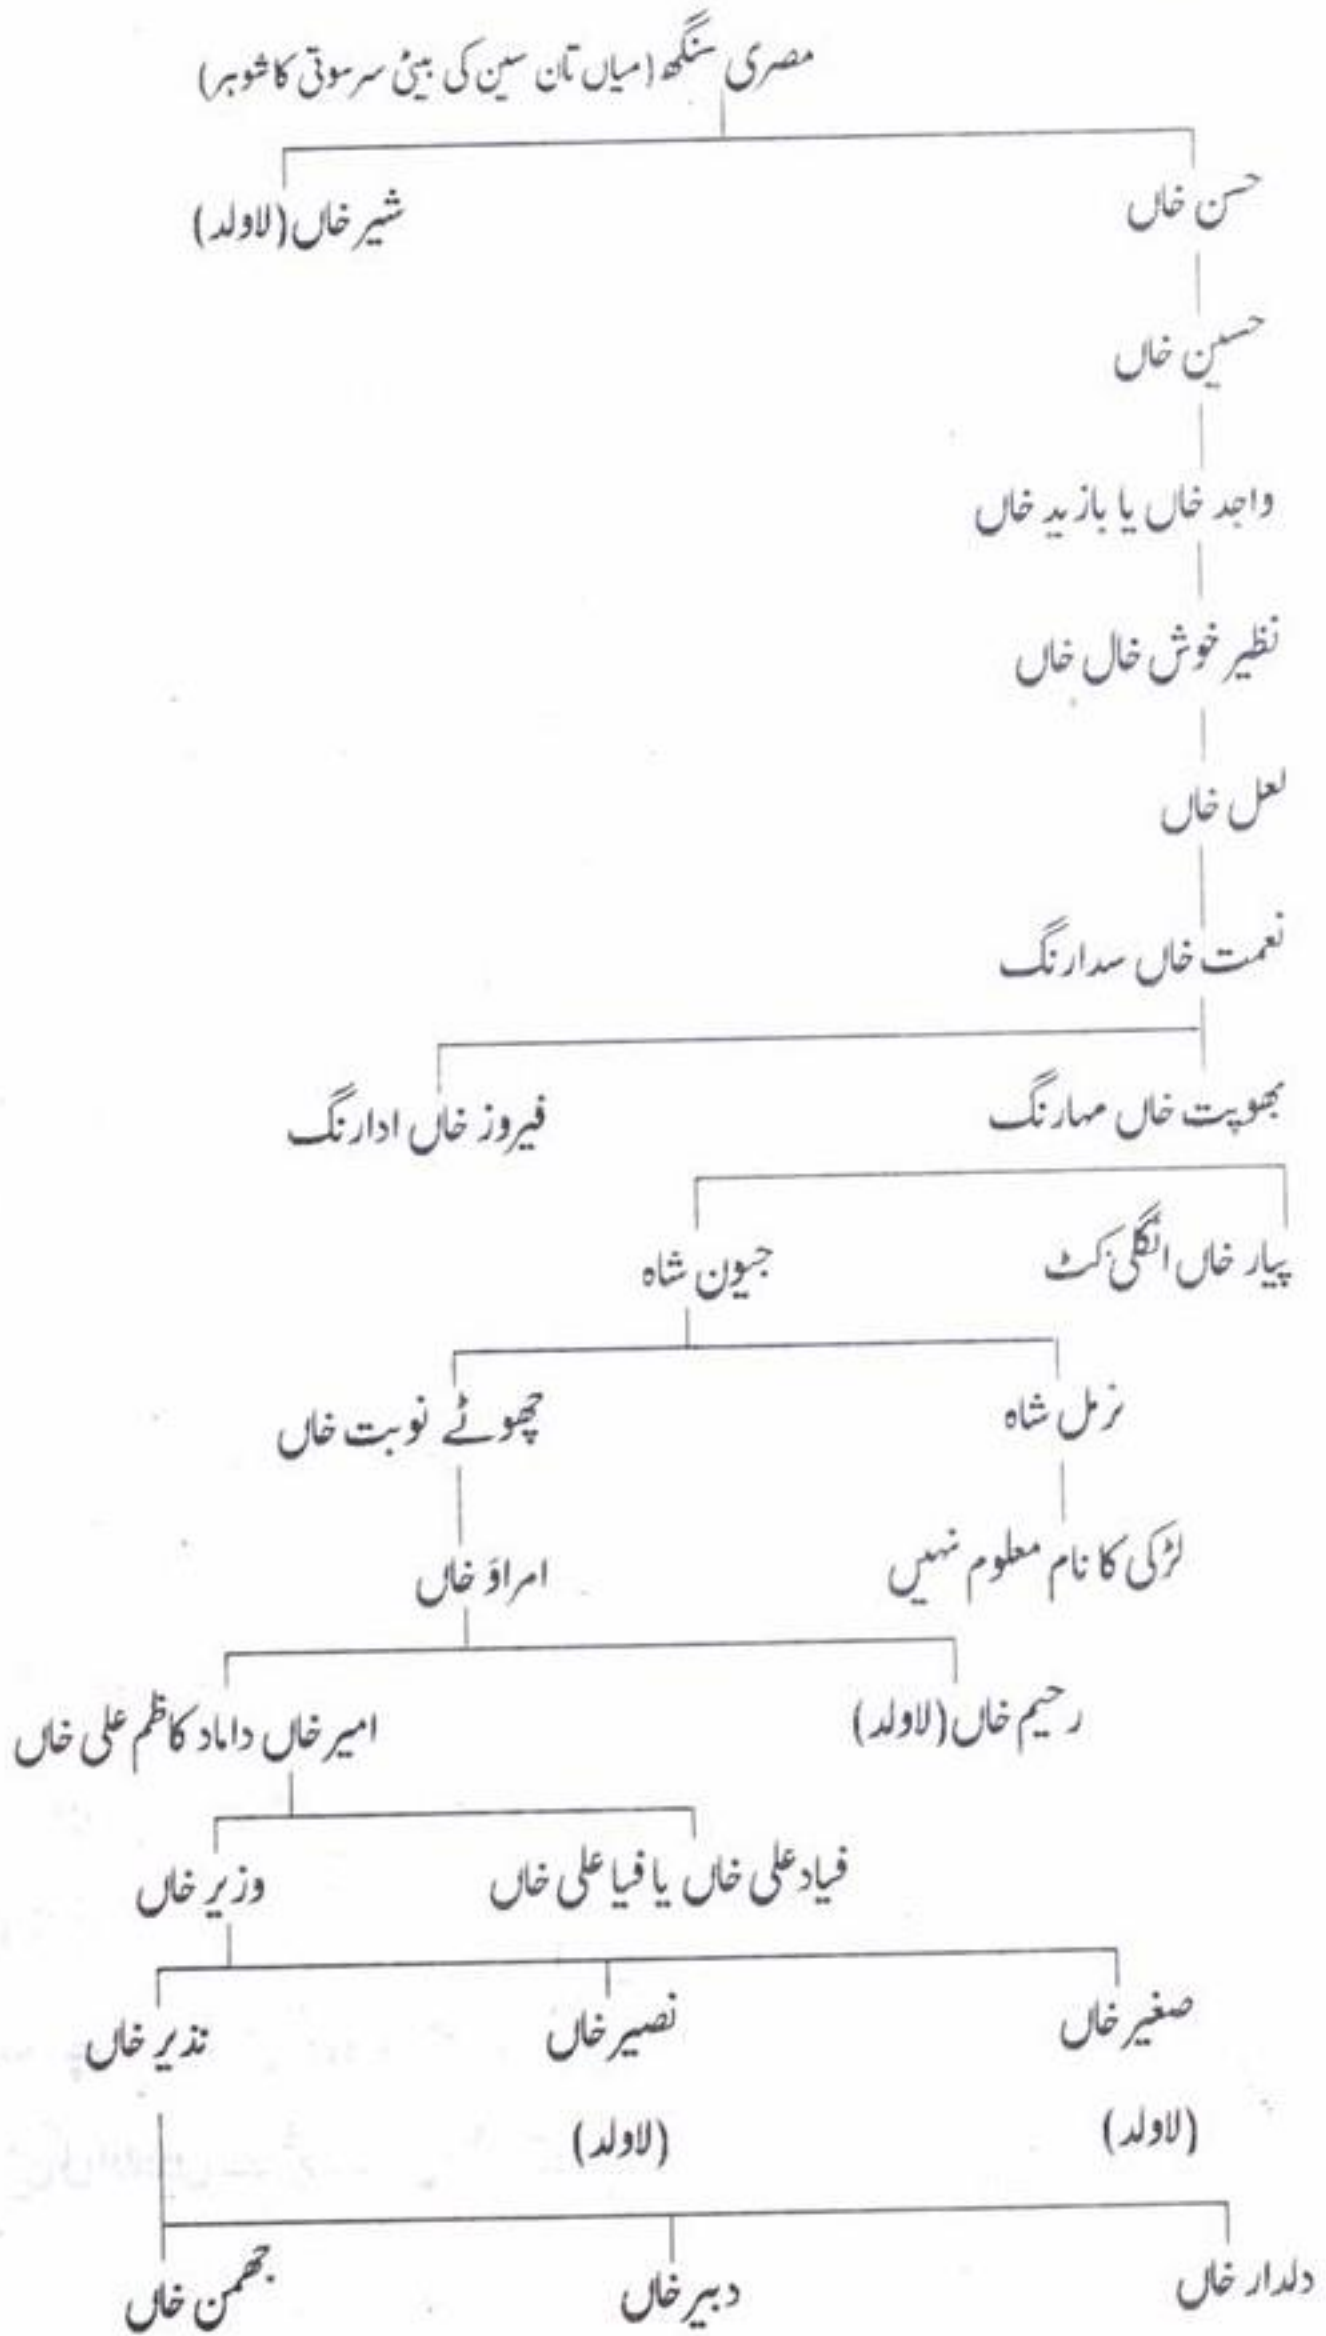 مصری سنگھ (میاں تان سین کی بیٹی سرسوتی کا شوہر)
حسن خاں
شیر خاں (لاولد)
حسین خاں
واجد خاں یا بازید خاں
نظیر خوش خال خاں
لعل خاں
نعمت خاں سدارنگ
بھوپت خاں مہارنگ
فیروز خاں ادارنگ
پیار خاں انگلی کٹ
جیون شاہ
نرمل شاہ
چھوٹے نوبت خاں
لڑکی کا نام معلوم نہیں
امراؤ خاں
رحیم خاں (لاولد)
امیر خاں داماد کاظم علی خاں
فیاد علی خاں یا فیا علی خاں
وزیر خاں
صغیر خاں
نصیر خاں
نذیر خاں
(لاولد)
(لاولد)
دلدار خاں
دبیر خاں
جھمن خاں